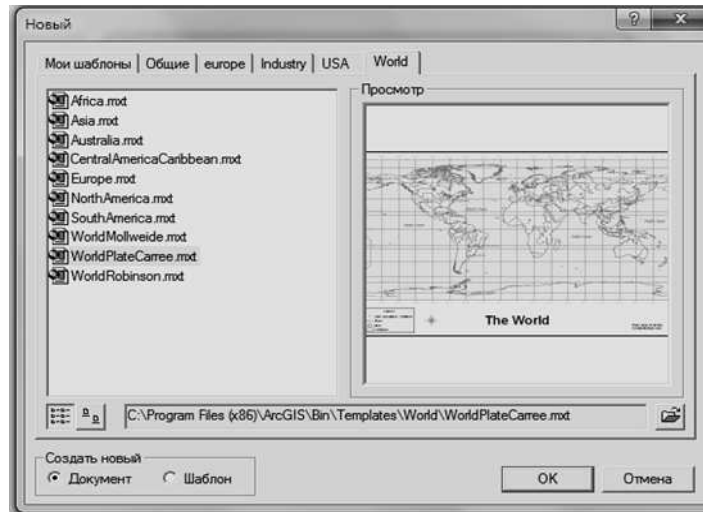 Новый
Мои шаблоны Общие europe Industry USA World
Africa.mxt
Asia.mxt
Australia.mxt
CentralAmericaCaribbean.mxt
Europe.mxt
NorthAmerica.mxt
SouthAmerica.mxt
WorldMollweide.mxt
WorldPlateCarree.mxt
WorldRobinson.mxt
Просмотр
The World
C:\Program Files (x86)\ArcGIS\Bin\Templates\World\WorldPlateCarree.mxt
Создать новый
Документ Шаблон
OK Отмена